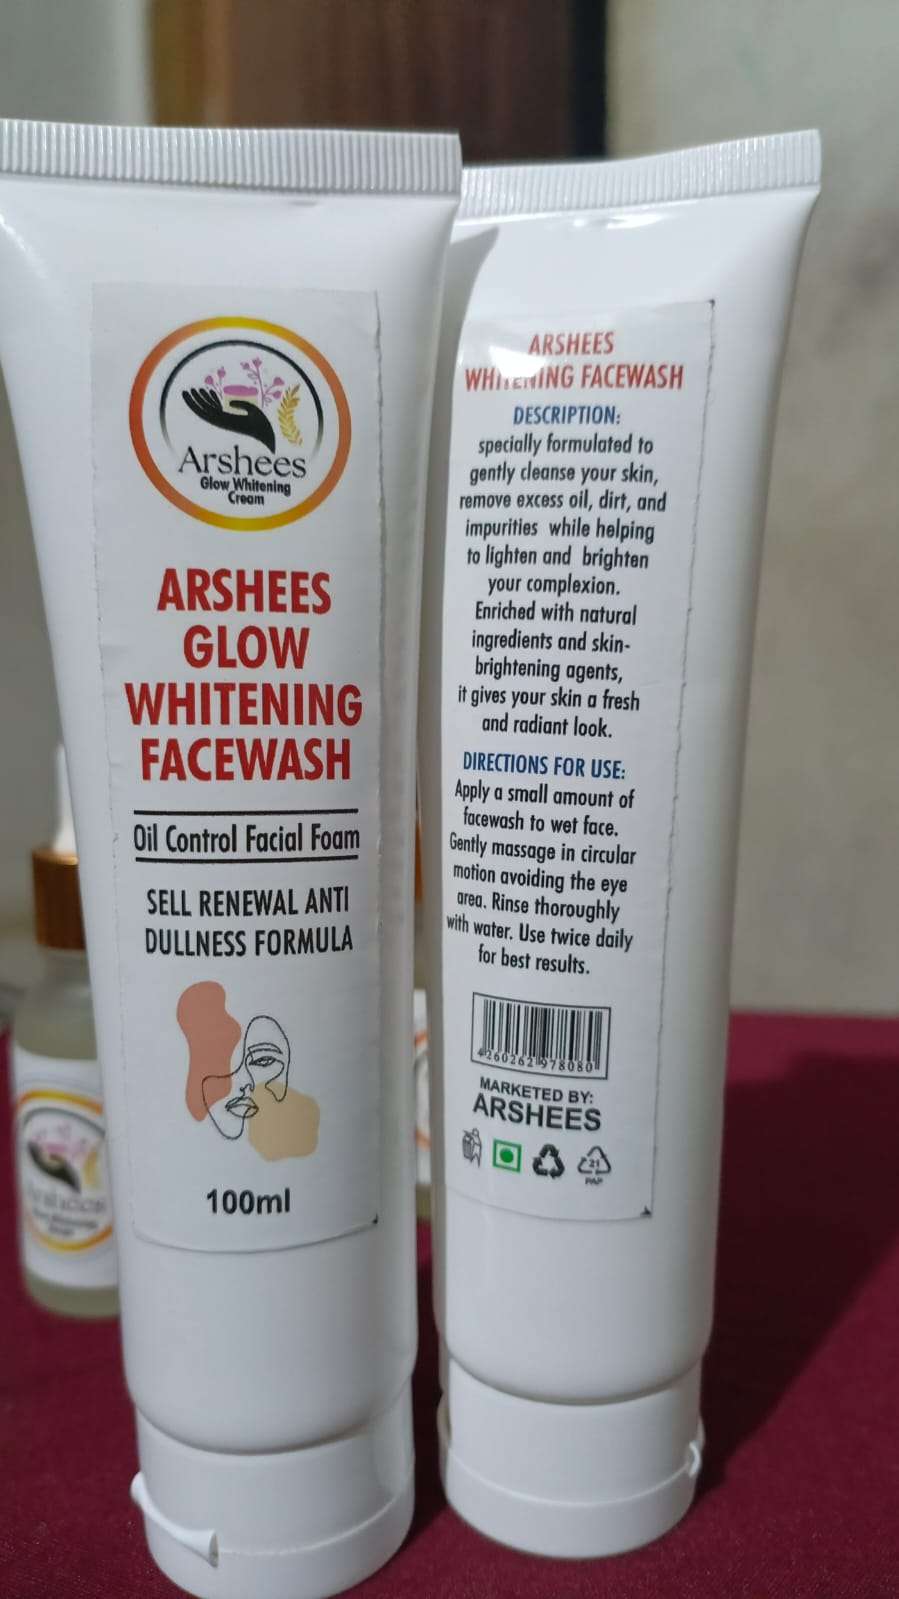 Arshees
Glow Whitening
Cream
ARSHEES
GLOW
WHITENING
FACEWASH
Oil Control Facial Foam
SELL RENEWAL ANTI
DULLNESS FORMULA
100ml
ARSHEES
WHITENING FACEWASH
DESCRIPTION:
specially formulated to
gently cleanse your skin,
remove excess oil, dirt, and
impurities while helping
to lighten and brighten
your complexion.
Enriched with natural
ingredients and skin-
brightening agents,
it gives your skin a fresh
and radiant look.
DIRECTIONS FOR USE:
Apply a small amount of
facewash to wet face.
Gently massage in circular
motion avoiding the eye
area. Rinse thoroughly
with water. Use twice daily
for best results.
4260262978080
MARKETED BY:
ARSHEES
21
PAP
Arshees